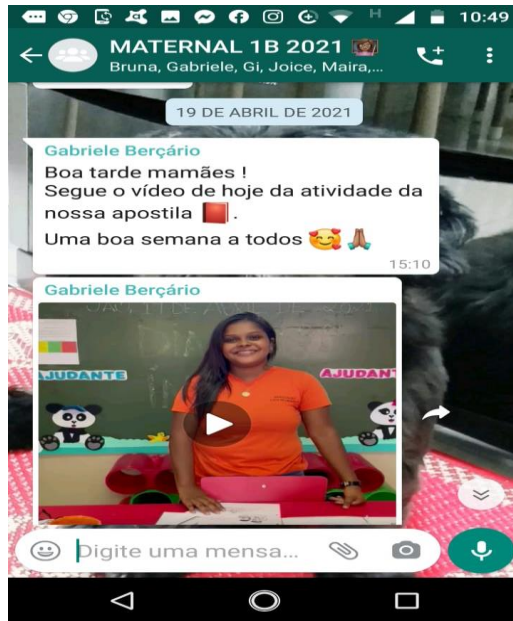 H
10:49
MATERNAL 1B 2021
Bruna, Gabriele, Gi, Joice, Maira,...
19 DE ABRIL DE 2021
Gabriele Berçário
Boa tarde mamães !
Segue o vídeo de hoje da atividade da
nossa apostila 📕.
Uma boa semana a todos 🥰🙏🏾
15:10
Gabriele Berçário
AJUDANTE
AJUDANTE
Digite uma mensa...